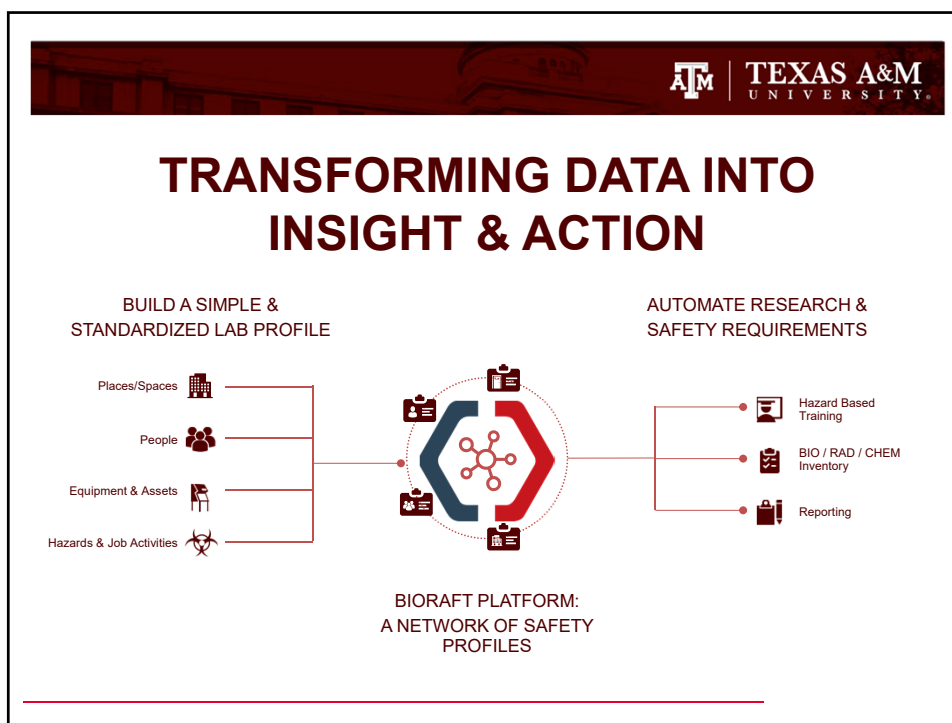 TEXAS A&M
UNIVERSITY®
TRANSFORMING DATA INTO
INSIGHT & ACTION
BUILD A SIMPLE &
STANDARDIZED LAB PROFILE
Places/Spaces
People
Equipment & Assets
Hazards & Job Activities
AUTOMATE RESEARCH &
SAFETY REQUIREMENTS
Hazard Based
Training
BIO / RAD / CHEM
Inventory
Reporting
BIORAFT PLATFORM:
A NETWORK OF SAFETY
PROFILES